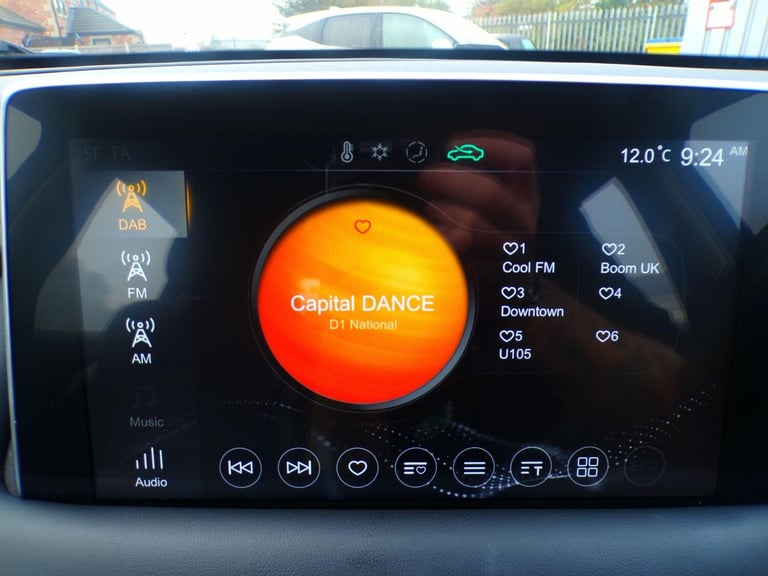 TA
12.0°C 9:24 AM
DAB
FM
AM
Music
Audio
Capital DANCE
D1 National
1
Cool FM
2
Boom UK
3
Downtown
4
5
U105
6
T